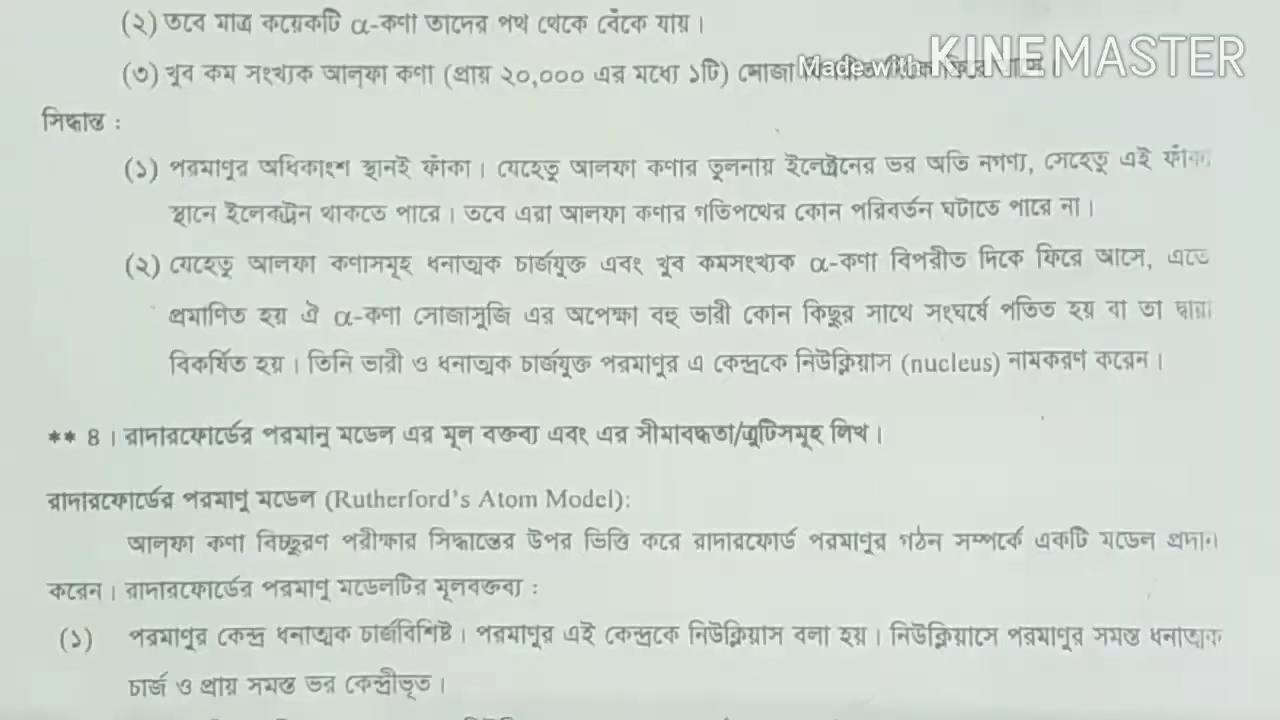 (২) তবে মাত্র কয়েকটি α-কণা তাদের পথ থেকে বেঁকে যায়।
(৩) খুব কম সংখ্যক আল্‌ফা কণা (প্রায় ২০,০০০ এর মধ্যে ১টি) সোজা
Made with KINEMASTER
সিদ্ধান্ত :
(১) পরমাণুর অধিকাংশ স্থানই ফাঁকা। যেহেতু আলফা কণার তুলনায় ইলেক্ট্রনের ভর অতি নগণ্য, সেহেতু এই ফাঁকা
স্থানে ইলেকট্রন থাকতে পারে। তবে এরা আলফা কণার গতিপথের কোন পরিবর্তন ঘটাতে পারে না।
(২) যেহেতু আলফা কণাসমূহ ধনাত্মক চার্জযুক্ত এবং খুব কমসংখ্যক α-কণা বিপরীত দিকে ফিরে আসে, এতে
প্রমাণিত হয় ঐ α-কণা সোজাসুজি এর অপেক্ষা বহু ভারী কোন কিছুর সাথে সংঘর্ষে পতিত হয় বা তা দ্বারা
বিকর্ষিত হয়। তিনি ভারী ও ধনাত্মক চার্জযুক্ত পরমাণুর এ কেন্দ্রকে নিউক্লিয়াস (nucleus) নামকরণ করেন।
** 8। রাদারফোর্ডের পরমানু মডেল এর মূল বক্তব্য এবং এর সীমাবদ্ধতা/ত্রুটিসমূহ লিখ।
রাদারফোর্ডের পরমাণু মডেল (Rutherford's Atom Model):
আল্‌ফা কণা বিচ্ছুরণ পরীক্ষার সিদ্ধান্তের উপর ভিত্তি করে রাদারফোর্ড পরমাণুর গঠন সম্পর্কে একটি মডেল প্রদান
করেন। রাদারফোর্ডের পরমাণু মডেলটির মূলবক্তব্য :
(১) পরমাণুর কেন্দ্র ধনাত্মক চার্জবিশিষ্ট। পরমাণুর এই কেন্দ্রকে নিউক্লিয়াস বলা হয়। নিউক্লিয়াসে পরমাণুর সমস্ত ধনাত্মক
চার্জ ও প্রায় সমস্ত ভর কেন্দ্রীভূত।